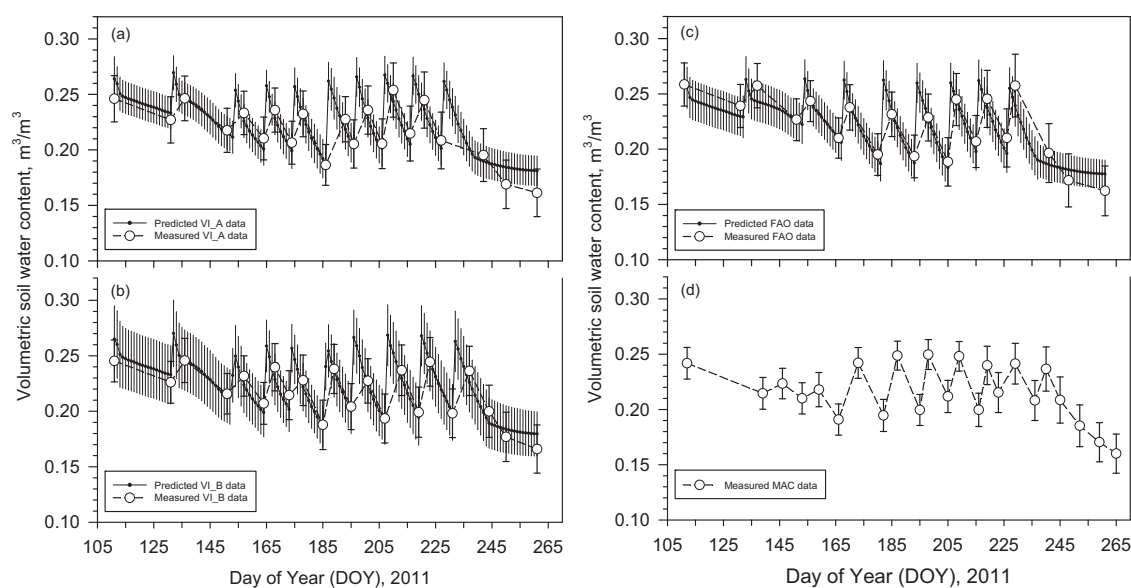 (a)
0.30
0.25
0.20
0.15
0.10
Predicted VI_A data
Measured VI_A data
(b)
0.30
0.25
0.20
0.15
0.10
Predicted VI_B data
Measured VI_B data
105 125 145 165 185 205 225 245 265
Day of Year (DOY), 2011
Volumetric soil water content, m³/m³
(c)
0.30
0.25
0.20
0.15
0.10
Predicted FAO data
Measured FAO data
(d)
0.30
0.25
0.20
0.15
0.10
Measured MAC data
105 125 145 165 185 205 225 245 265
Day of Year (DOY), 2011
Volumetric soil water content, m³/m³